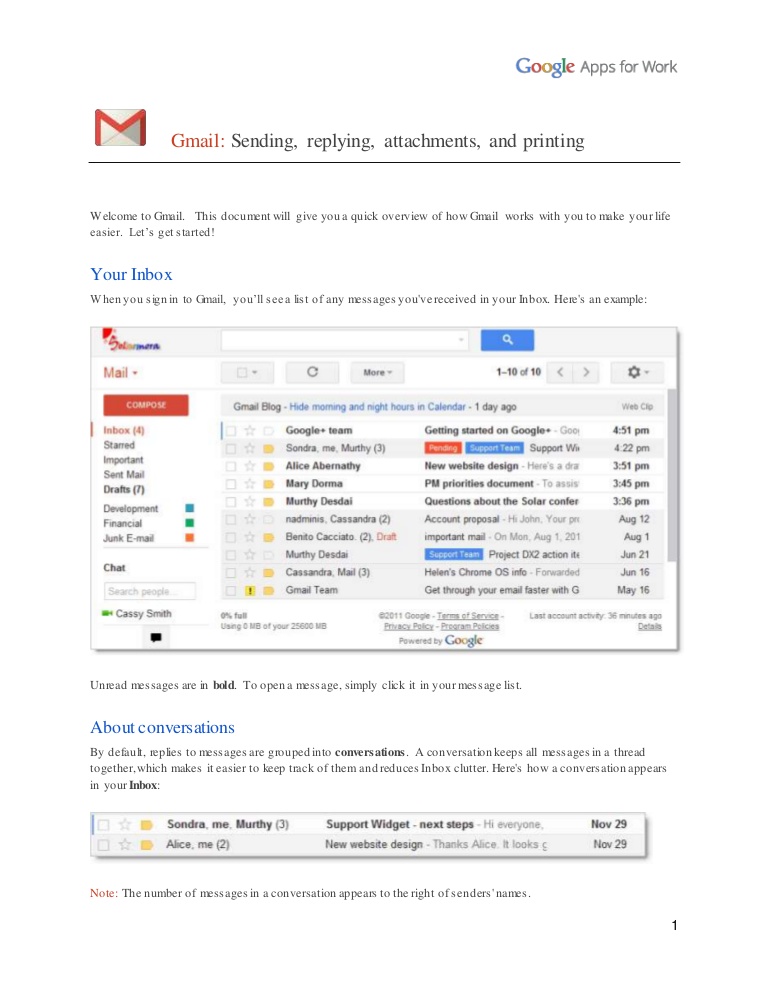 Google Apps for Work
Gmail: Sending, replying, attachments, and printing
Welcome to Gmail. This document will give you a quick overview of how Gmail works with you to make your life
easier. Let's get started!
Your Inbox
When you sign in to Gmail, you'll see a list of any messages you've received in your Inbox. Here's an example:
Solarmora
Mail
More
1–10 of 10
COMPOSE
Gmail Blog - Hide morning and night hours in Calendar - 1 day ago Web Clip
Inbox (4)
Starred
Important
Sent Mail
Drafts (7)
Development
Financial
Junk E-mail
Chat
Search people...
Cassy Smith
Google+ team Getting started on Google+ - Goo 4:51 pm
Sondra, me, Murthy (3) Pending Support Team Support Wi 4:22 pm
Alice Abernathy New website design - Here's a dra 3:51 pm
Mary Dorma PM priorities document - To assis 3:45 pm
Murthy Desdai Questions about the Solar confer 3:36 pm
nadminis, Cassandra (2) Account proposal - Hi John, Your pr Aug 12
Benito Cacciato. (2), Draft important mail - On Mon, Aug 1, 201 Aug 1
Murthy Desdai Support Team Project DX2 action ite Jun 21
Cassandra, Mail (3) Helen's Chrome OS info - Forwarded Jun 16
Gmail Team Get through your email faster with G May 16
0% full
Using 0 MB of your 25600 MB
©2011 Google - Terms of Service -
Privacy Policy - Program Policies
Powered by Google
Last account activity: 36 minutes ago
Details
Unread messages are in bold. To open a message, simply click it in your message list.
About conversations
By default, replies to messages are grouped into conversations. A conversation keeps all messages in a thread
together, which makes it easier to keep track of them and reduces Inbox clutter. Here's how a conversation appears
in your Inbox:
Sondra, me, Murthy (3) Support Widget - next steps - Hi everyone, Nov 29
Alice, me (2) New website design - Thanks Alice. It looks g Nov 29
Note: The number of messages in a conversation appears to the right of senders' names.
1